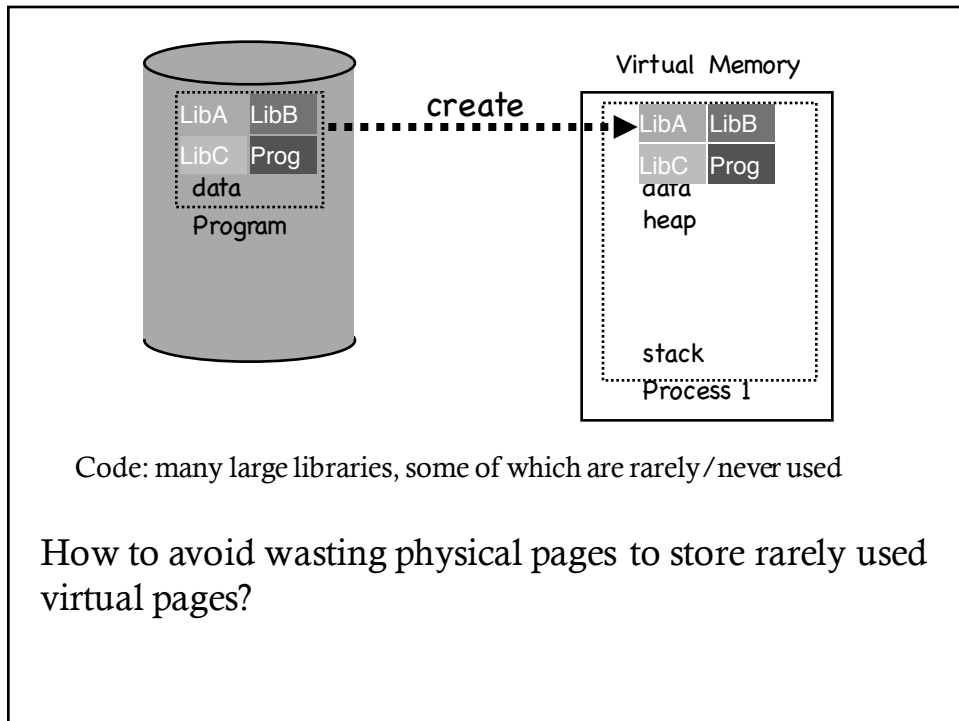 Virtual Memory
create
LibA LibB
LibC Prog
data
Program
LibA LibB
LibC Prog
data
heap
stack
Process 1
Code: many large libraries, some of which are rarely/never used
How to avoid wasting physical pages to store rarely used
virtual pages?